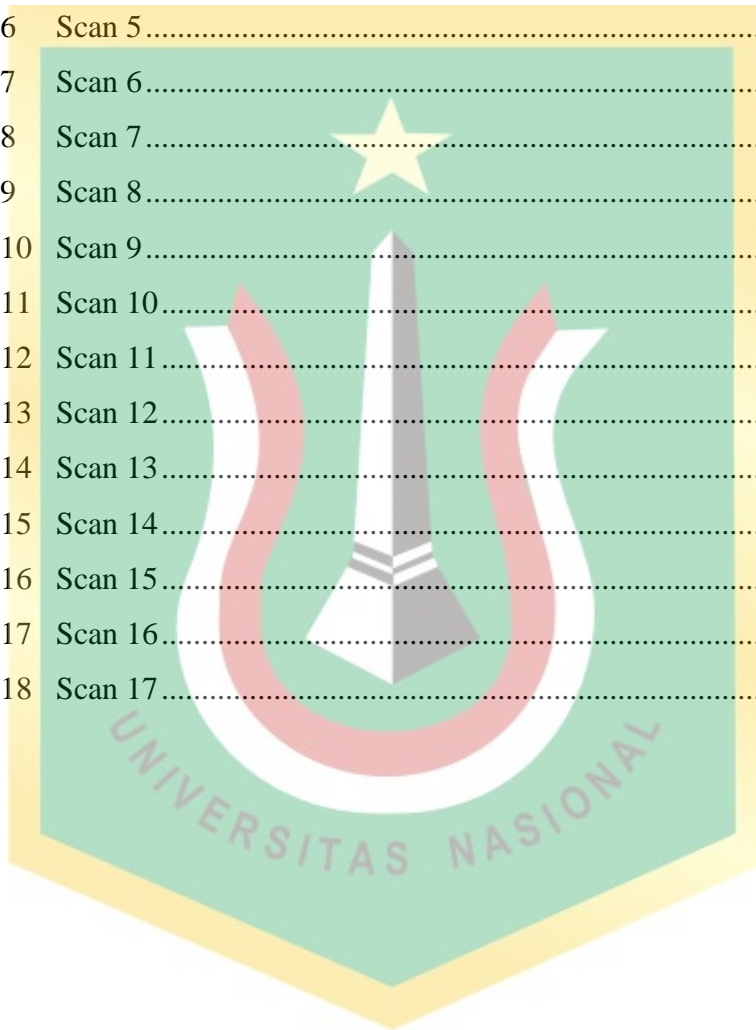 6 Scan 5........................................................................
7 Scan 6........................................................................
8 Scan 7........................................................................
9 Scan 8........................................................................
10 Scan 9........................................................................
11 Scan 10......................................................................
12 Scan 11......................................................................
13 Scan 12......................................................................
14 Scan 13......................................................................
15 Scan 14......................................................................
16 Scan 15......................................................................
17 Scan 16......................................................................
18 Scan 17......................................................................
UNIVERSITAS NASIONAL